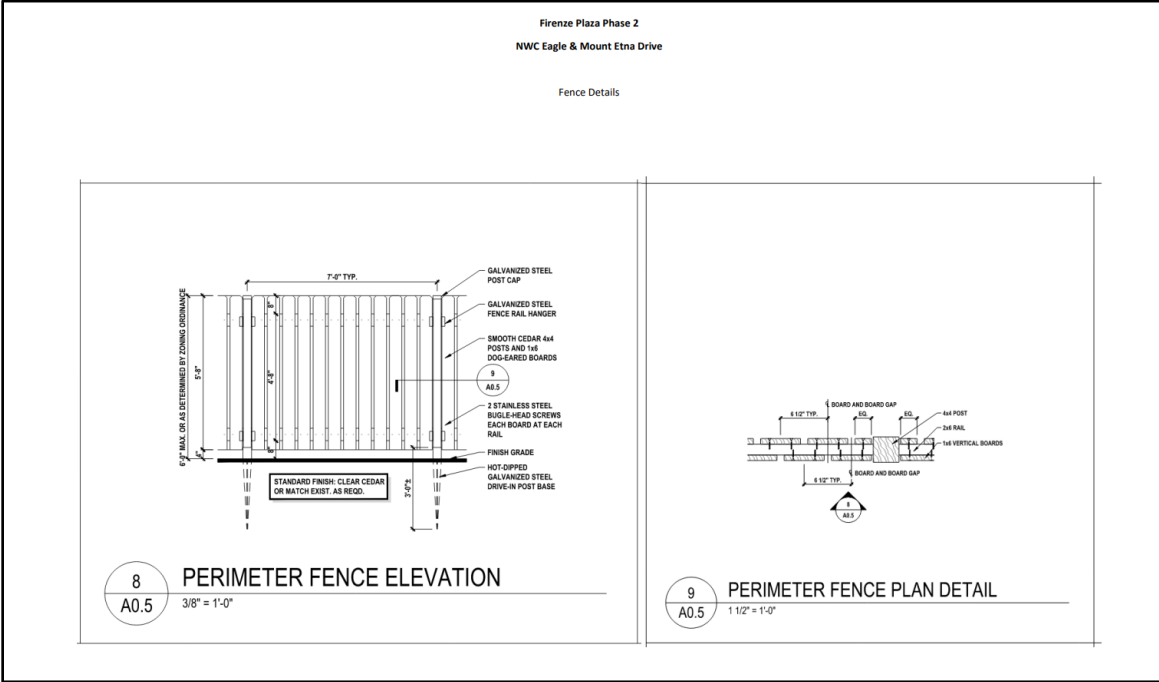 Firenze Plaza Phase 2
NWC Eagle & Mount Etna Drive
Fence Details
7'-0" TYP.
6'-0" MAX. OR AS DETERMINED BY ZONING ORDINANCE
5'-8"
4"
8"
4'-8"
8"
3'-0"±
GALVANIZED STEEL
POST CAP
GALVANIZED STEEL
FENCE RAIL HANGER
SMOOTH CEDAR 4x4
POSTS AND 1x6
DOG-EARED BOARDS
9
A0.5
2 STAINLESS STEEL
BUGLE-HEAD SCREWS
EACH BOARD AT EACH
RAIL
FINISH GRADE
HOT-DIPPED
GALVANIZED STEEL
DRIVE-IN POST BASE
STANDARD FINISH: CLEAR CEDAR
OR MATCH EXIST. AS REQD.
8
A0.5
PERIMETER FENCE ELEVATION
3/8" = 1'-0"
BOARD AND BOARD GAP
6 1/2" TYP.
EQ.
EQ.
4x4 POST
2x6 RAIL
1x6 VERTICAL BOARDS
BOARD AND BOARD GAP
6 1/2" TYP.
8
A0.5
9
A0.5
PERIMETER FENCE PLAN DETAIL
1 1/2" = 1'-0"